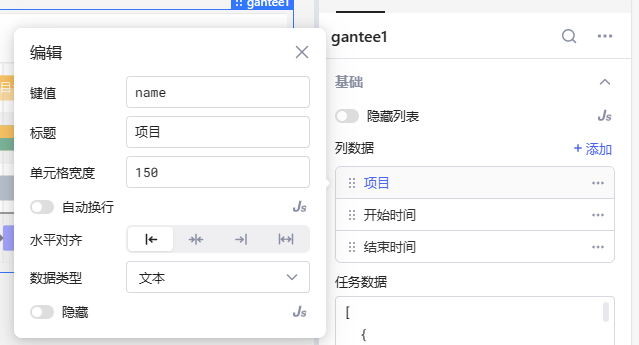 gantee1
gantee1
编辑
键值
name
标题
项目
单元格宽度
150
自动换行
Js
水平对齐
数据类型
文本
隐藏
Js
基础
隐藏列表
Js
列数据
+ 添加
项目
开始时间
结束时间
任务数据
[
{